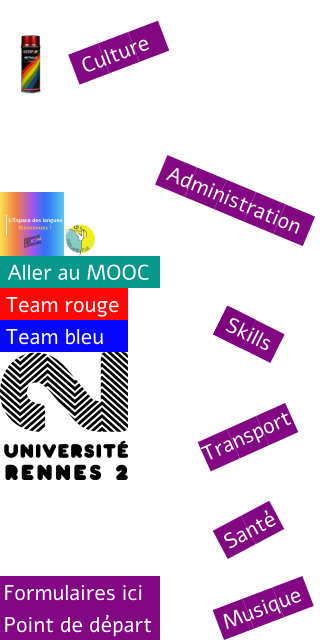 Culture
Administration
L'Espace des langues
Bienvenues !
Aller au MOOC
Team rouge
Team bleu
Skills
UNIVERSITÉ
RENNES 2
Transport
Santé
Formulaires ici
Point de départ
Musique